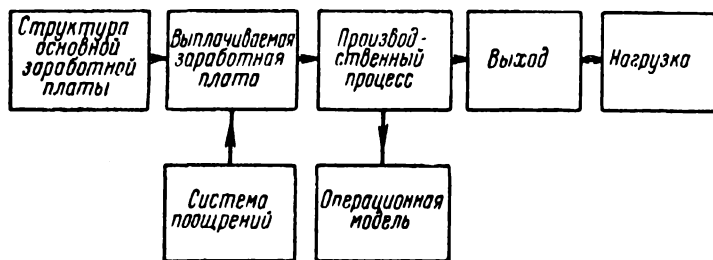 Структура
основной
заработной
платы
Выплачиваемая
заработная
плата
Производ-
ственный
процесс
Выход
Нагрузка
Система
поощрений
Операционная
модель